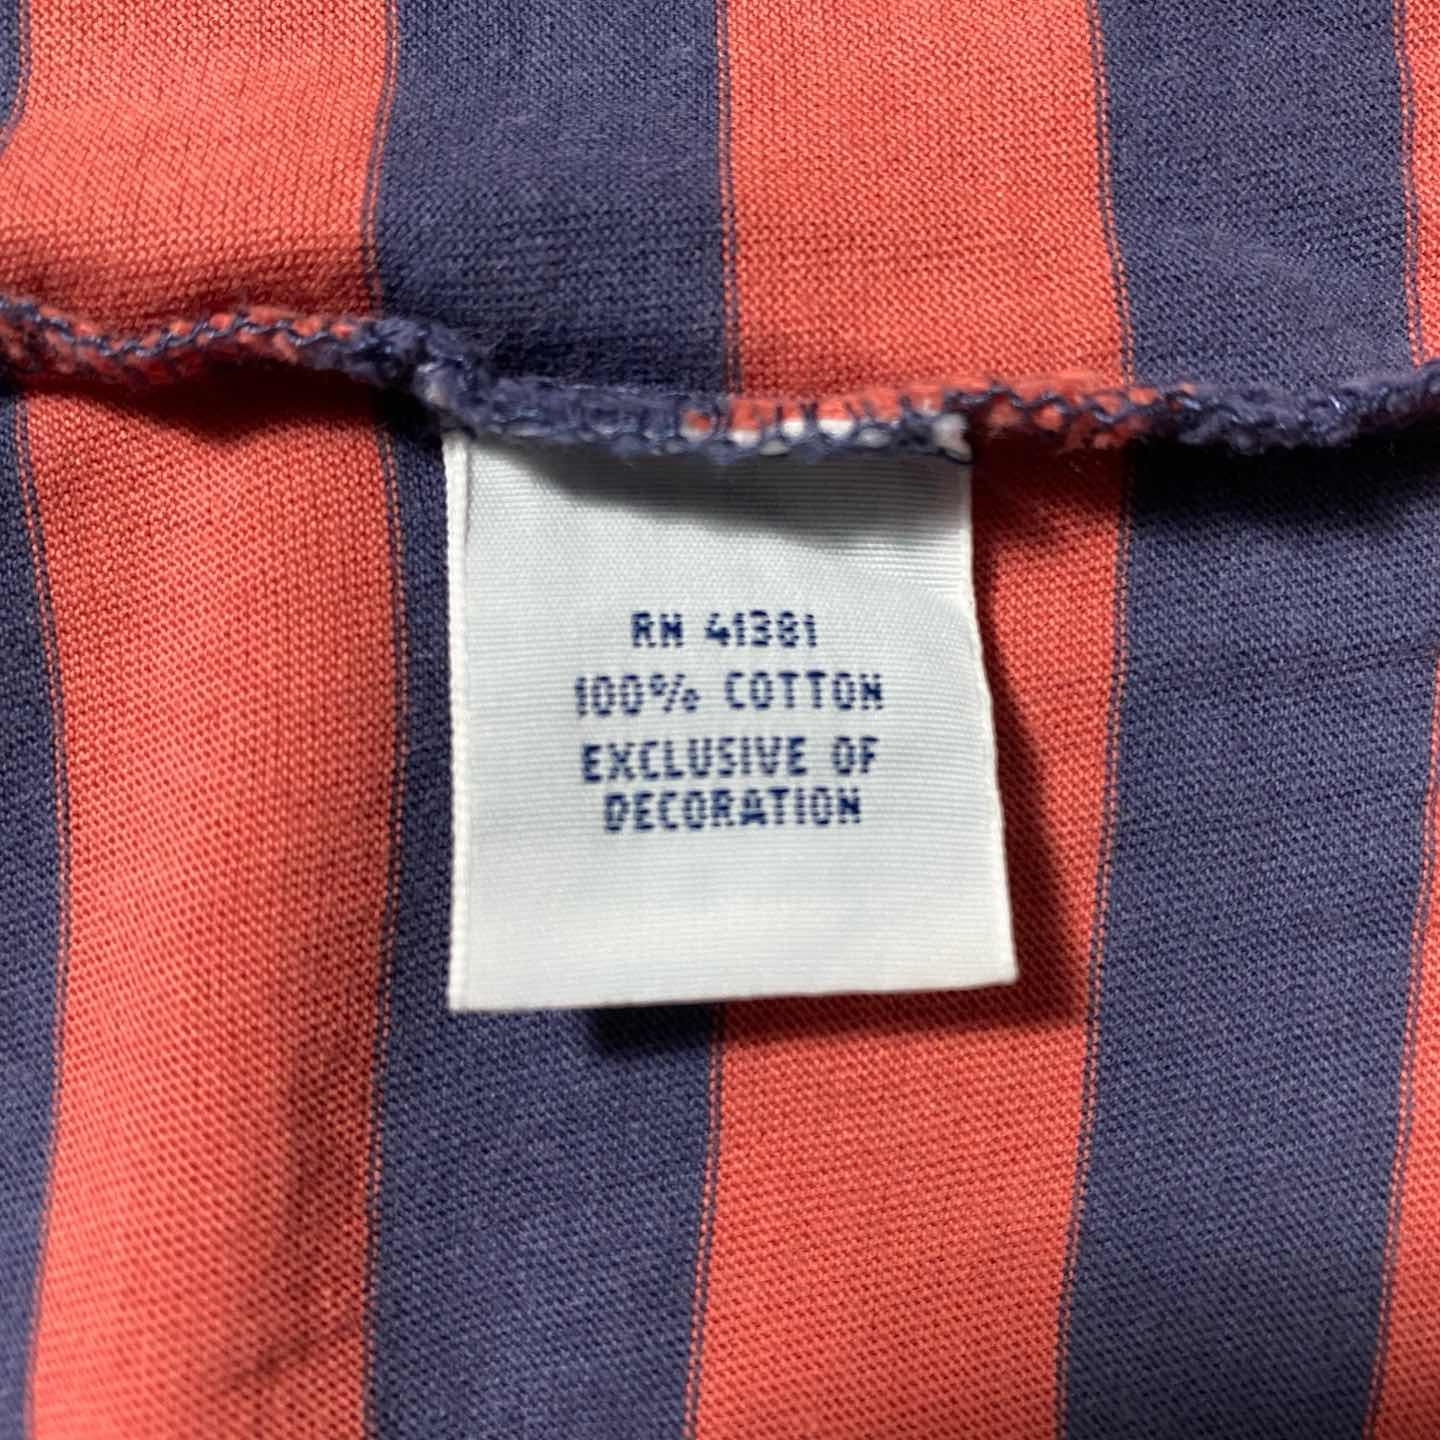 RN 41381
100% COTTON
EXCLUSIVE OF
DECORATION